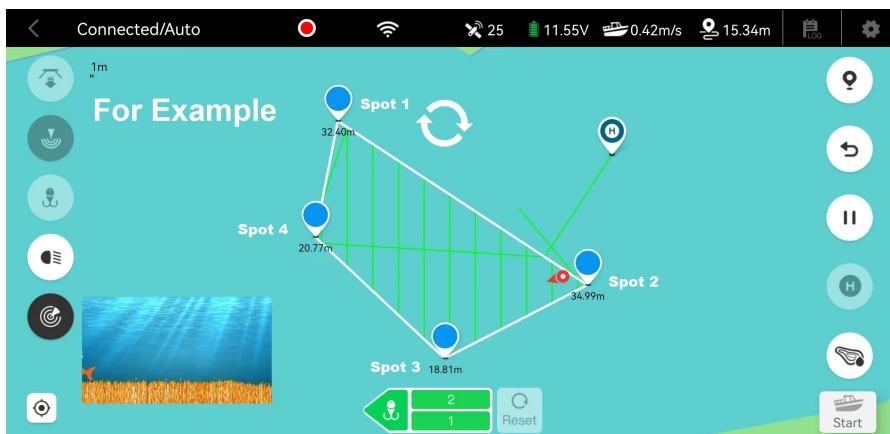 Connected/Auto
25
11.55V
0.42m/s
15.34m
LOG
1m
"
For Example
Spot 1
32.40m
H
Spot 4
20.77m
Spot 2
34.99m
H
Spot 3
18.81m
2
1
Reset
Start